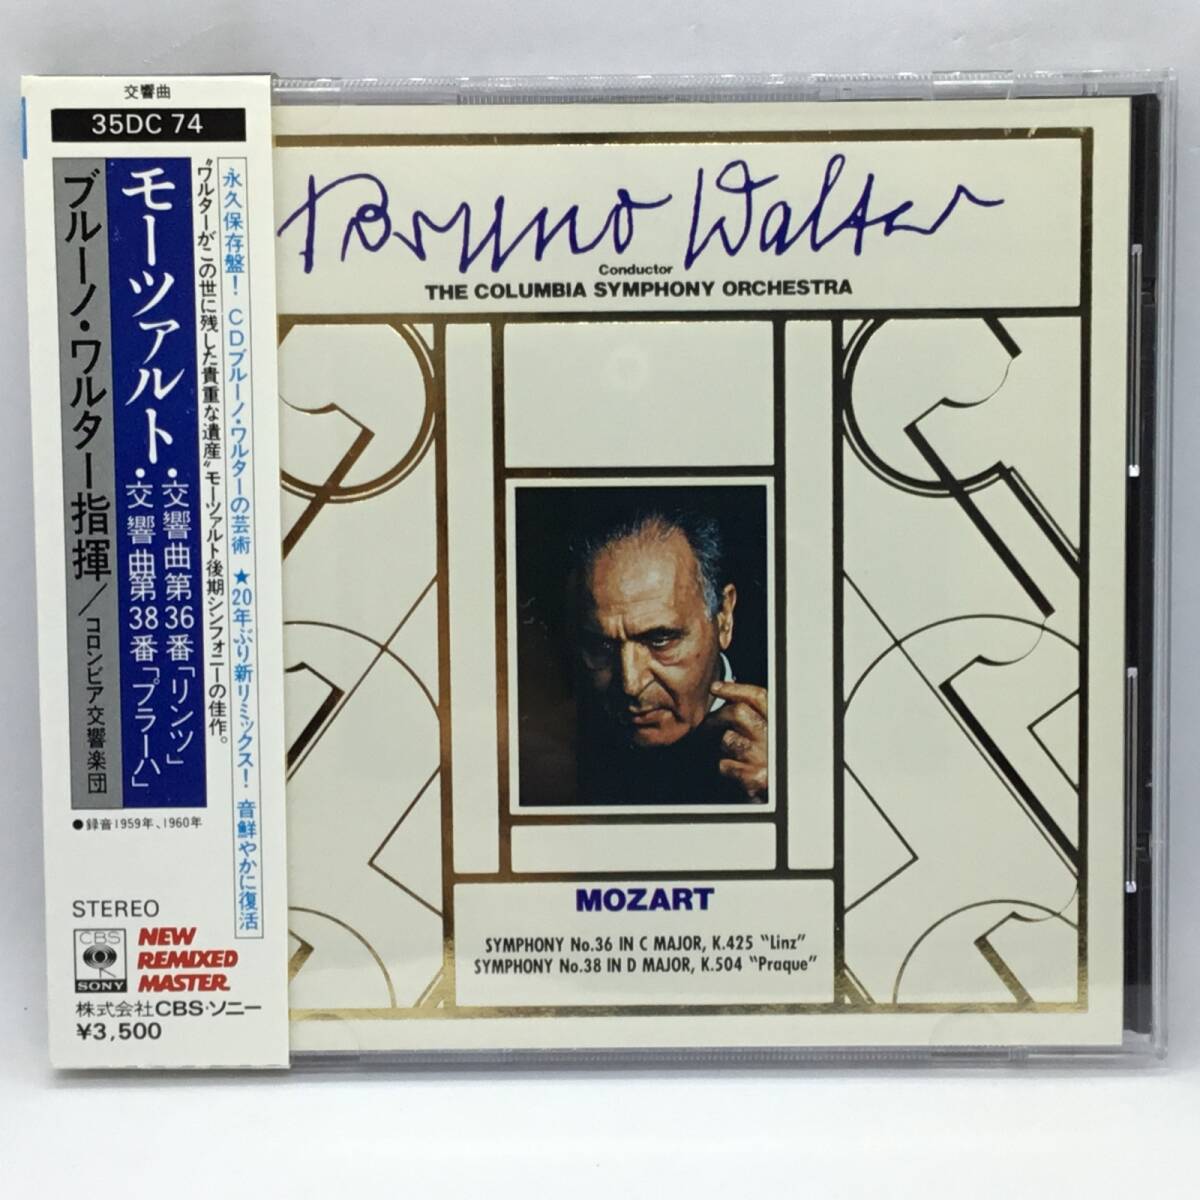 交響曲
35DC 74
永久保存盤！ CDブルーノ・ワルターの芸術 ★20年ぶり新リミックス！ 音鮮やかに復活
"ワルターがこの世に残した貴重な遺産"モーツァルト後期シンフォニーの佳作。
モーツァルト・交響曲第36番「リンツ」
・交響曲第38番「プラーハ」
ブルーノ・ワルター指揮／コロンビア交響楽団
●録音1959年、1960年
STEREO
CBS
SONY
NEW
REMIXED
MASTER
株式会社CBS・ソニー
¥3,500
Bruno Walter
Conductor
THE COLUMBIA SYMPHONY ORCHESTRA
MOZART
SYMPHONY No.36 IN C MAJOR, K.425 "Linz"
SYMPHONY No.38 IN D MAJOR, K.504 "Praque"